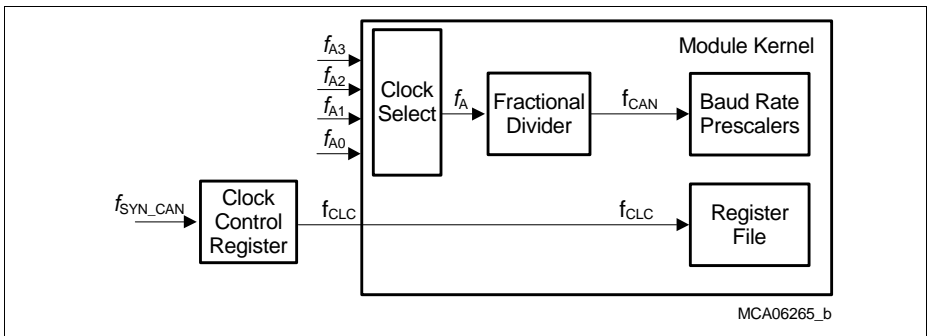 Module Kernel
fA3
fA2
fA1
fA0
Clock
Select
fA
Fractional
Divider
fCAN
Baud Rate
Prescalers
fSYN_CAN
Clock
Control
Register
fCLC
fCLC
Register
File
MCA06265_b